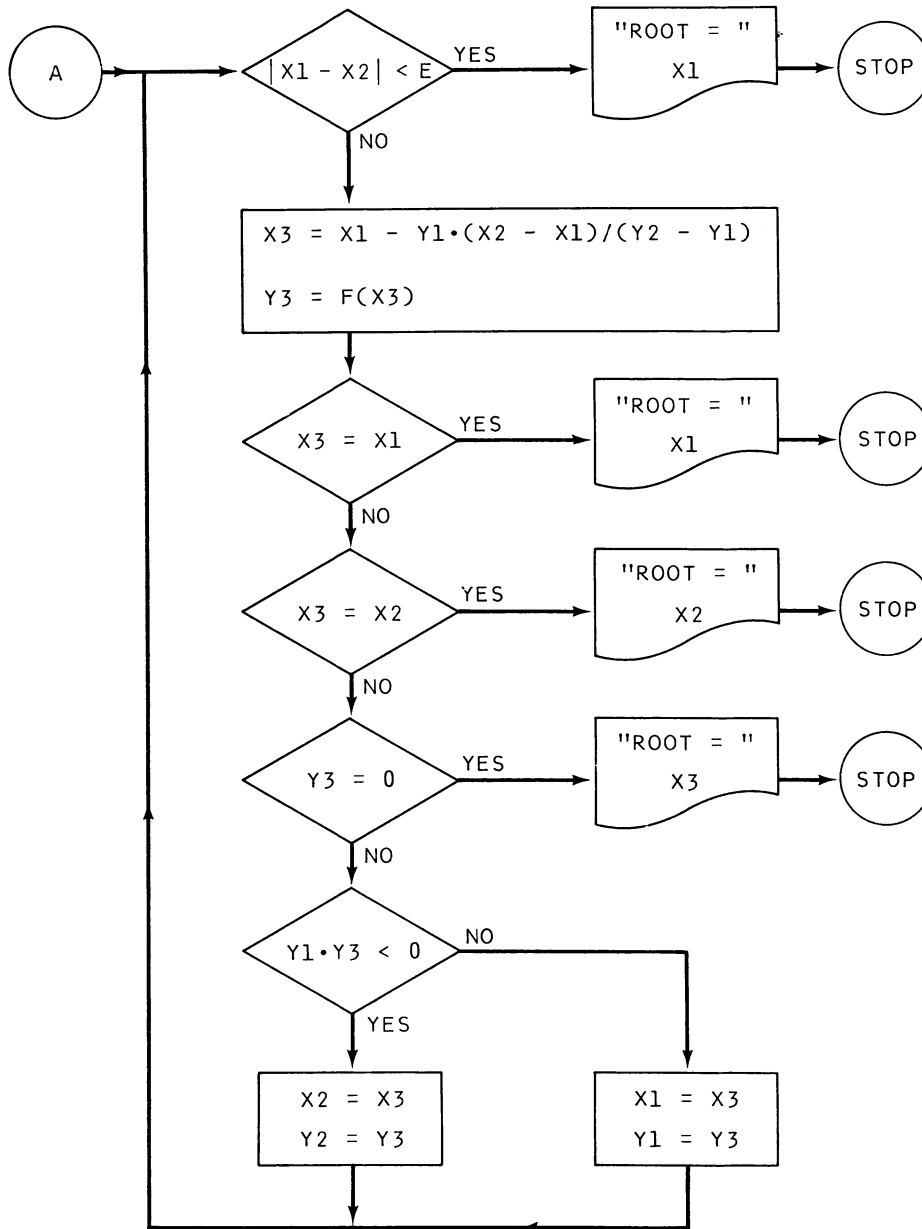 A
|X1 - X2| < E
YES
"ROOT = "
X1
STOP
NO
X3 = X1 - Y1•(X2 - X1)/(Y2 - Y1)
Y3 = F(X3)
X3 = X1
YES
"ROOT = "
X1
STOP
NO
X3 = X2
YES
"ROOT = "
X2
STOP
NO
Y3 = 0
YES
"ROOT = "
X3
STOP
NO
Y1•Y3 < 0
NO
YES
X2 = X3
Y2 = Y3
X1 = X3
Y1 = Y3